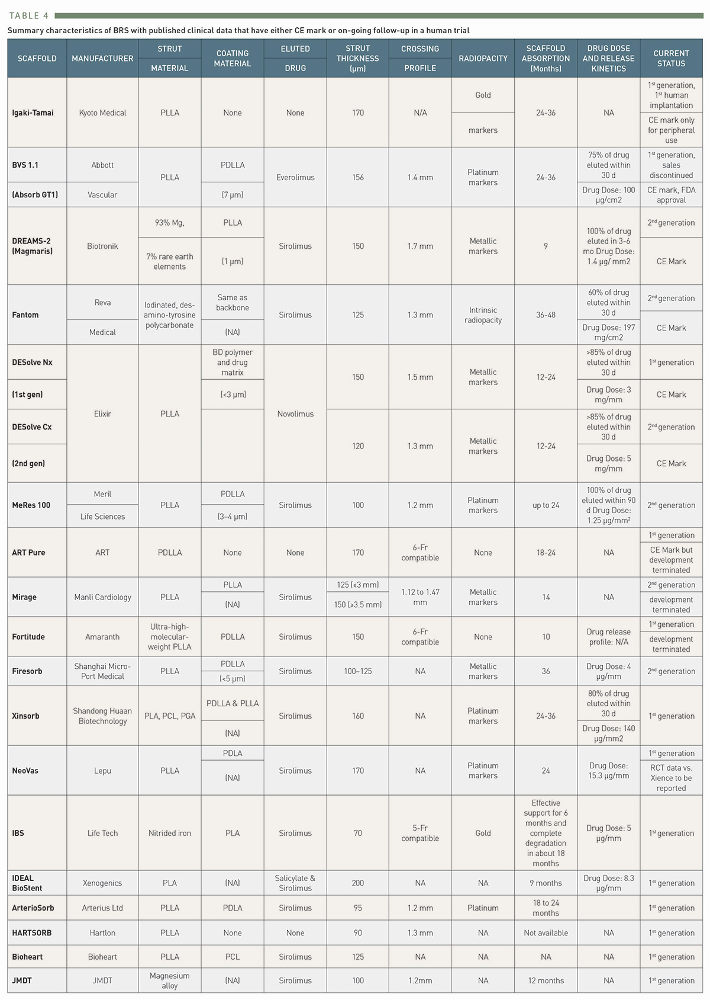 TABLE 4
Summary characteristics of BRS with published clinical data that have either CE mark or on-going follow-up in a human trial
SCAFFOLD
MANUFACTURER
STRUT
MATERIAL
COATING
MATERIAL
ELUTED
DRUG
STRUT
THICKNESS
(µm)
CROSSING
PROFILE
RADIOPACITY
SCAFFOLD
ABSORPTION
(Months)
DRUG DOSE
AND RELEASE
KINETICS
CURRENT
STATUS
Igaki-Tamai
Kyoto Medical
PLLA
None
None
170
N/A
Gold
markers
24-36
NA
1st generation,
1st human
implantation
CE mark only
for peripheral
use
BVS 1.1
(Absorb GT1)
Abbott
Vascular
PLLA
PDLLA
(7 µm)
Everolimus
156
1.4 mm
Platinum
markers
24-36
75% of drug
eluted within
30 d
Drug Dose: 100
µg/cm2
1st generation,
sales
discontinued
CE mark, FDA
approval
DREAMS-2
(Magmaris)
Biotronik
93% Mg,
7% rare earth
elements
PLLA
(1 µm)
Sirolimus
150
1.7 mm
Metallic
markers
9
100% of drug
eluted in 3-6
mo Drug Dose:
1.4 µg/ mm2
2nd generation
CE Mark
Fantom
Reva
Medical
Iodinated, des-
amino-tyrosine
polycarbonate
Same as
backbone
(NA)
Sirolimus
125
1.3 mm
Intrinsic
radiopacity
36-48
60% of drug
eluted within
30 d
Drug Dose: 197
mg/cm2
2nd generation
CE Mark
DESolve Nx
(1st gen)
Elixir
PLLA
BD polymer
and drug
matrix
(<3 µm)
Novolimus
150
1.5 mm
Metallic
markers
12-24
>85% of drug
eluted within
30 d
Drug Dose: 3
mg/mm
1st generation
CE Mark
DESolve Cx
(2nd gen)
120
1.3 mm
Metallic
markers
12-24
>85% of drug
eluted within
30 d
Drug Dose: 5
mg/mm
2nd generation
CE Mark
MeRes 100
Meril
Life Sciences
PLLA
PDLLA
(3–4 µm)
Sirolimus
100
1.2 mm
Platinum
markers
up to 24
100% of drug
eluted within 90
d Drug Dose:
1.25 µg/mm²
2nd generation
ART Pure
ART
PDLLA
None
None
170
6-Fr
compatible
None
18-24
NA
1st generation
CE Mark but
development
terminated
Mirage
Manli Cardiology
PLLA
PLLA
(NA)
Sirolimus
125 (≤3 mm)
150 (≥3.5 mm)
1.12 to 1.47
mm
Metallic
markers
14
NA
2nd generation
development
terminated
Fortitude
Amaranth
Ultra-high-
molecular-
weight PLLA
PDLLA
Sirolimus
150
6-Fr
compatible
None
10
Drug release
profile: N/A
1st generation
development
terminated
Firesorb
Shanghai Micro-
Port Medical
PLLA
PDLLA
(<5 µm)
Sirolimus
100–125
NA
Metallic
markers
36
Drug Dose: 4
µg/mm
2nd generation
Xinsorb
Shandong Huaan
Biotechnology
PLA, PCL, PGA
PDLLA & PLLA
(NA)
Sirolimus
160
NA
Platinum
markers
24-36
80% of drug
eluted within
30 d
Drug Dose: 140
µg/mm2
1st generation
NeoVas
Lepu
PLLA
PDLA
(NA)
Sirolimus
170
NA
Platinum
markers
24
Drug Dose:
15.3 µg/mm
1st generation
RCT data vs.
Xience to be
reported
IBS
Life Tech
Nitrided iron
PLA
Sirolimus
70
5-Fr
compatible
Gold
Effective
support for 6
months and
complete
degradation
in about 18
months
Drug Dose: 5
µg/mm
1st generation
IDEAL
BioStent
Xenogenics
PLA
(NA)
Salicylate &
Sirolimus
200
NA
NA
9 months
Drug Dose: 8.3
µg/mm
1st generation
ArterioSorb
Arterius Ltd
PLLA
PDLA
Sirolimus
95
1.2 mm
Platinum
18 to 24
months
1st generation
HARTSORB
Hartlon
PLLA
None
None
90
1.3 mm
NA
Not available
NA
1st generation
Bioheart
Bioheart
PLLA
PCL
Sirolimus
125
NA
NA
NA
NA
1st generation
JMDT
JMDT
Magnesium
alloy
(NA)
Sirolimus
100
1.2mm
NA
12 months
NA
1st generation